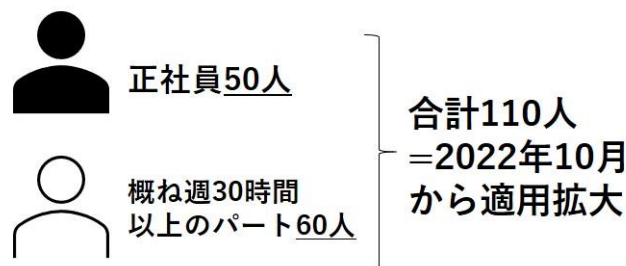 正社員50人
概ね週30時間
以上のパート60人
合計110人
=2022年10月
から適用拡大